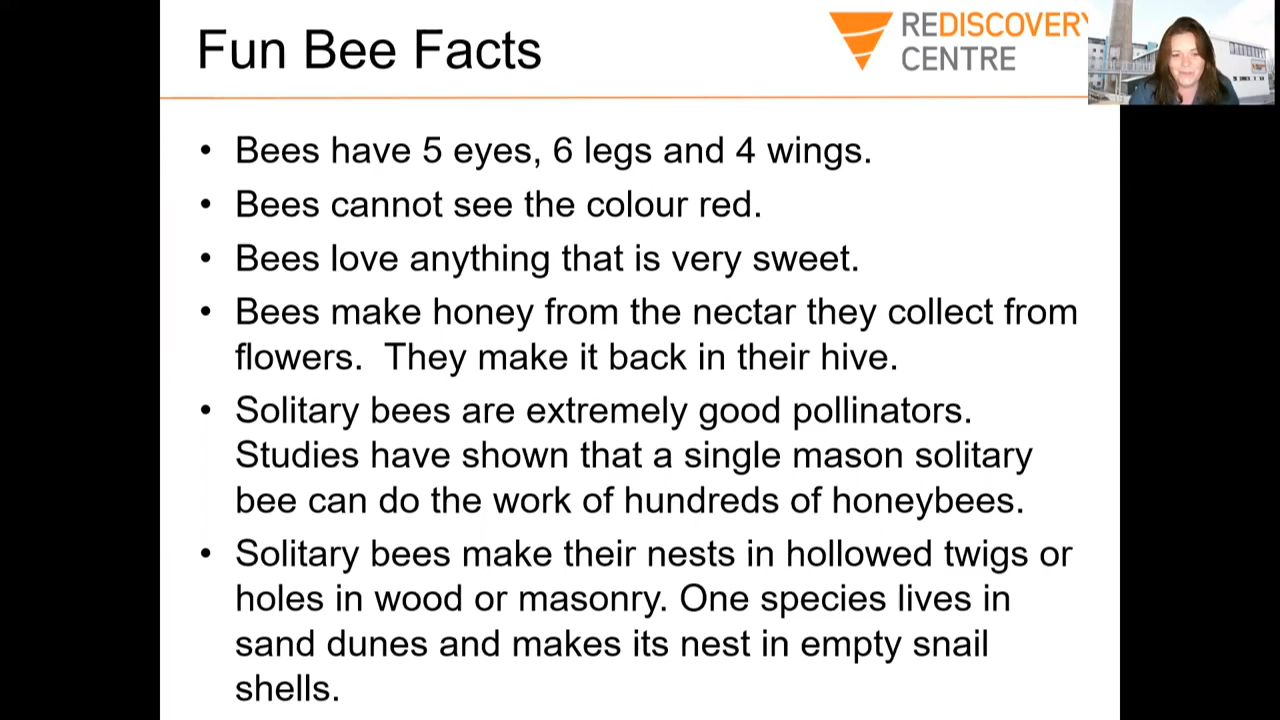 Fun Bee Facts
REDISCOVERY
CENTRE
• Bees have 5 eyes, 6 legs and 4 wings.
• Bees cannot see the colour red.
• Bees love anything that is very sweet.
• Bees make honey from the nectar they collect from
flowers.  They make it back in their hive.
• Solitary bees are extremely good pollinators.
Studies have shown that a single mason solitary
bee can do the work of hundreds of honeybees.
• Solitary bees make their nests in hollowed twigs or
holes in wood or masonry. One species lives in
sand dunes and makes its nest in empty snail
shells.